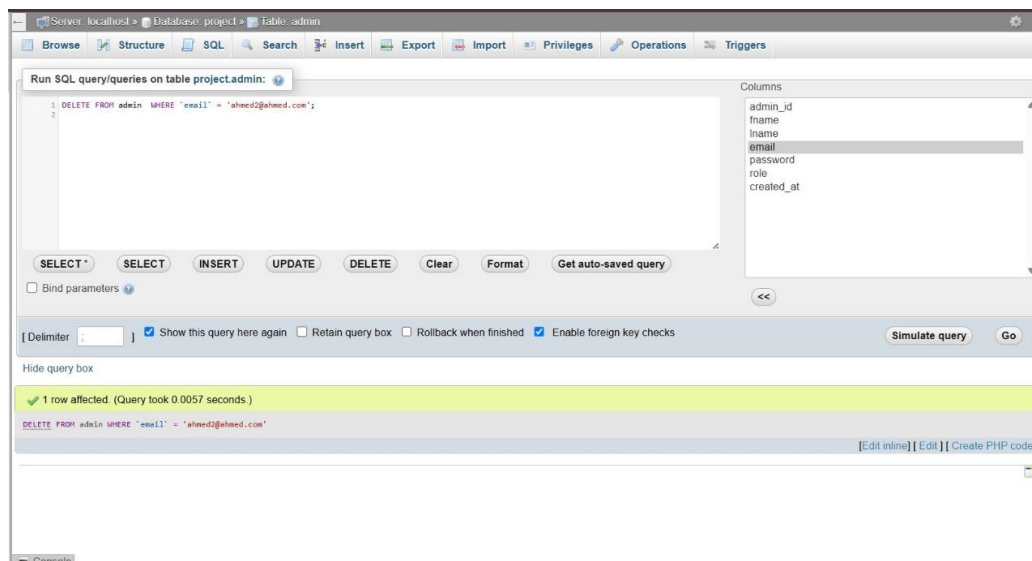 Server: localhost » Database: project » Table: admin
Browse Structure SQL Search Insert Export Import Privileges Operations Triggers
Run SQL query/queries on table project.admin:
1 DELETE FROM admin WHERE `email` = 'ahmed2@ahmed.com';
2
Columns
admin_id
fname
lname
email
password
role
created_at
SELECT* SELECT INSERT UPDATE DELETE Clear Format Get auto-saved query
Bind parameters
<<
[ Delimiter ; ] Show this query here again Retain query box Rollback when finished Enable foreign key checks Simulate query Go
Hide query box
1 row affected. (Query took 0.0057 seconds.)
DELETE FROM admin WHERE `email` = 'ahmed2@ahmed.com'
[Edit inline] [ Edit ] [ Create PHP code
Console